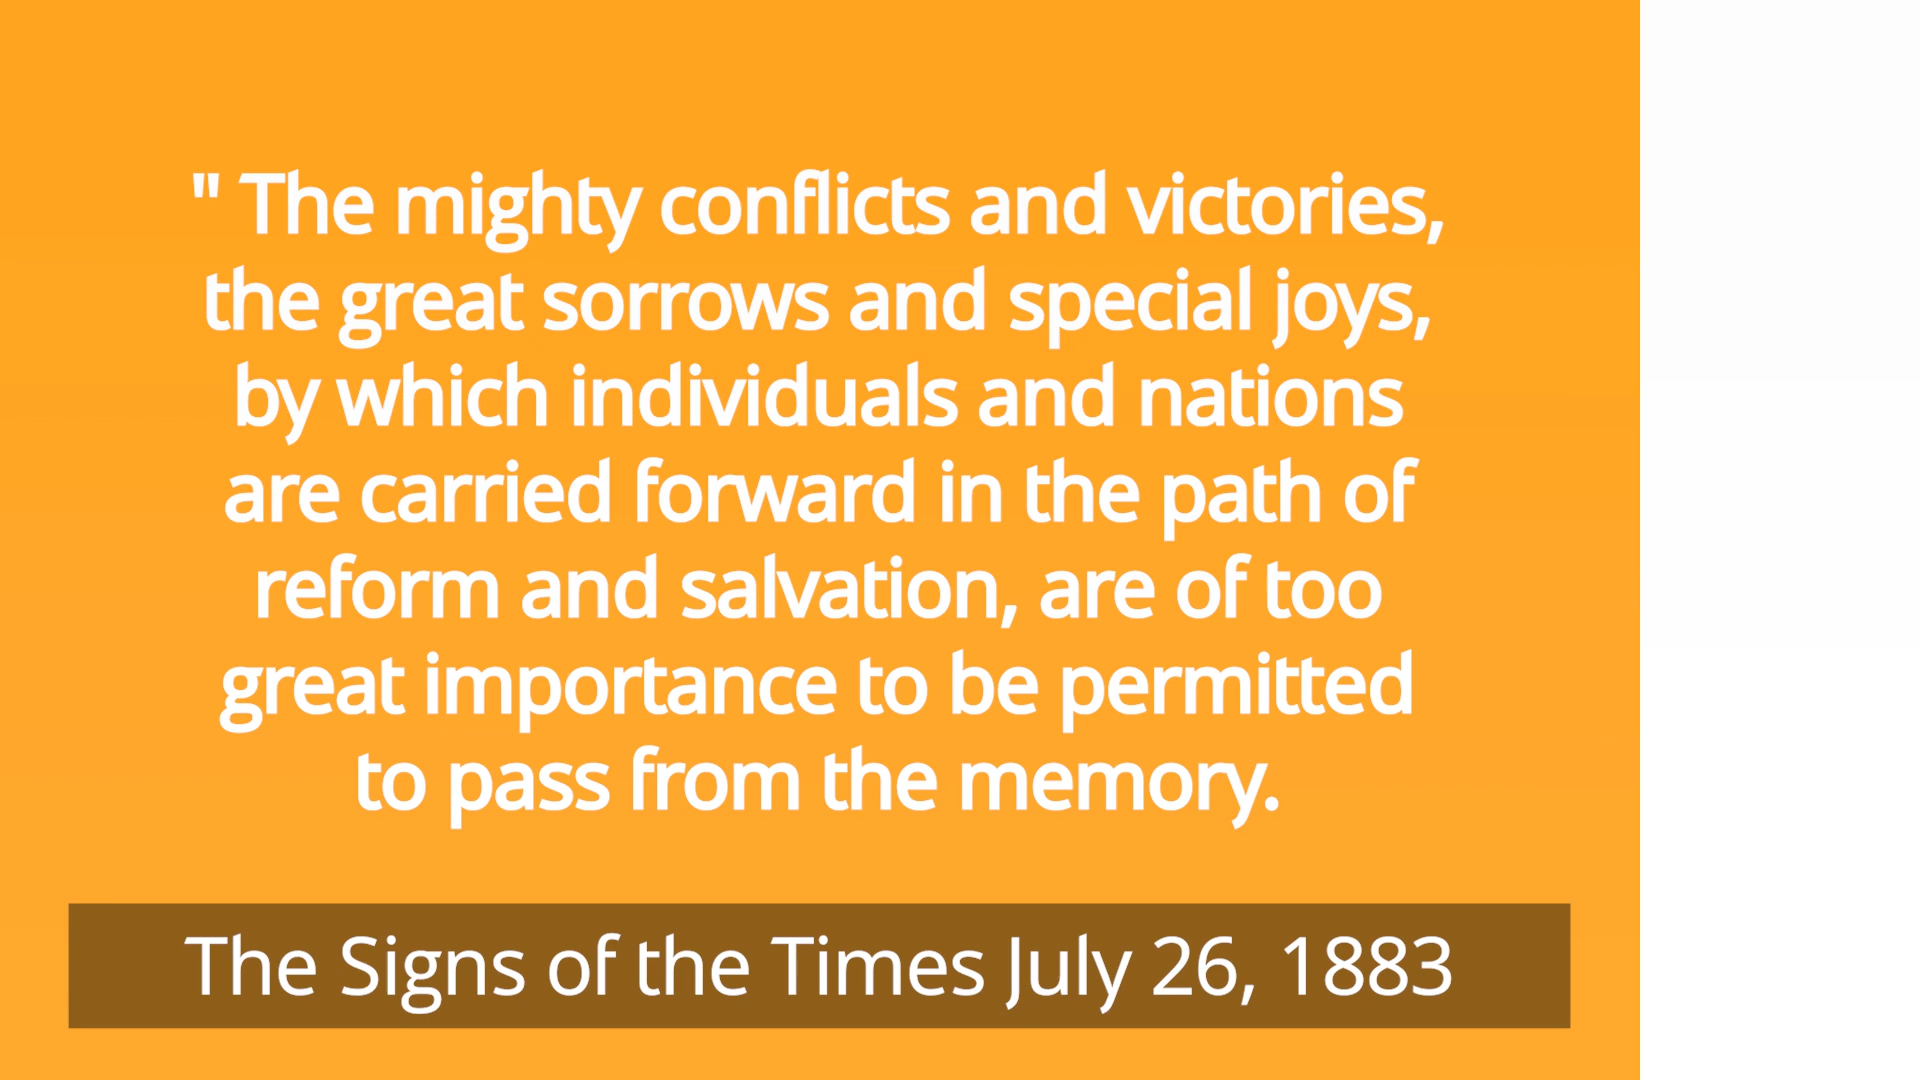 " The mighty conflicts and victories,
the great sorrows and special joys,
by which individuals and nations
are carried forward in the path of
reform and salvation, are of too
great importance to be permitted
to pass from the memory.
The Signs of the Times July 26, 1883